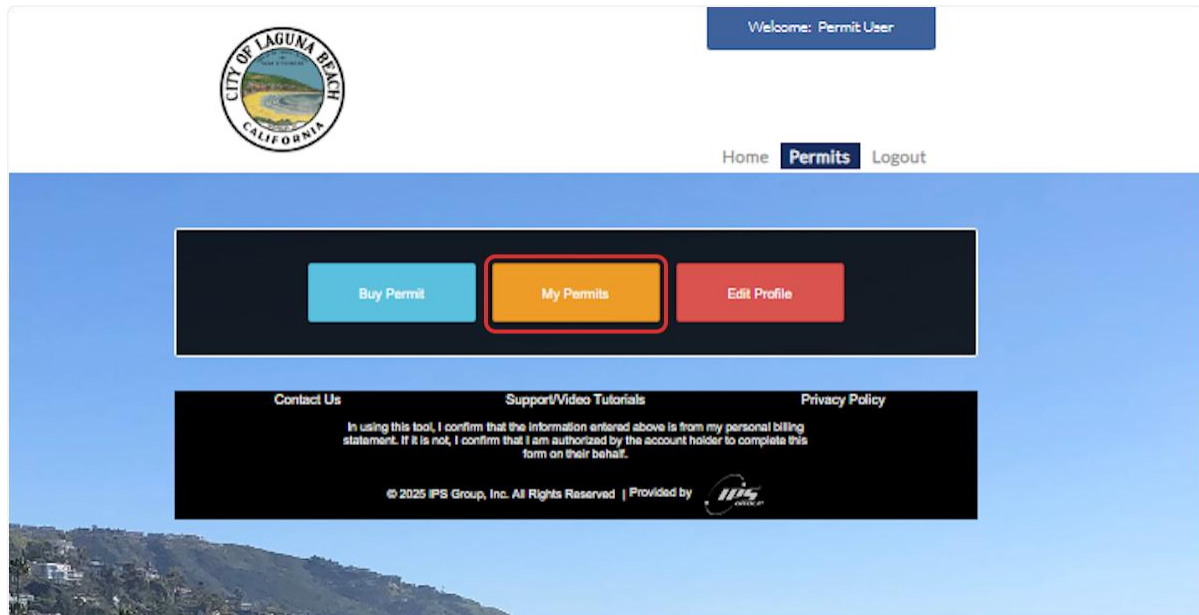 Welcome: Permit User
CITY OF LAGUNA BEACH
CALIFORNIA
Home Permits Logout
Buy Permit My Permits Edit Profile
Contact Us Support/Video Tutorials Privacy Policy
In using this tool, I confirm that the information entered above is from my personal billing
statement. If it is not, I confirm that I am authorized by the account holder to complete this
form on their behalf.
© 2025 IPS Group, Inc. All Rights Reserved | Provided by IPS
GROUP